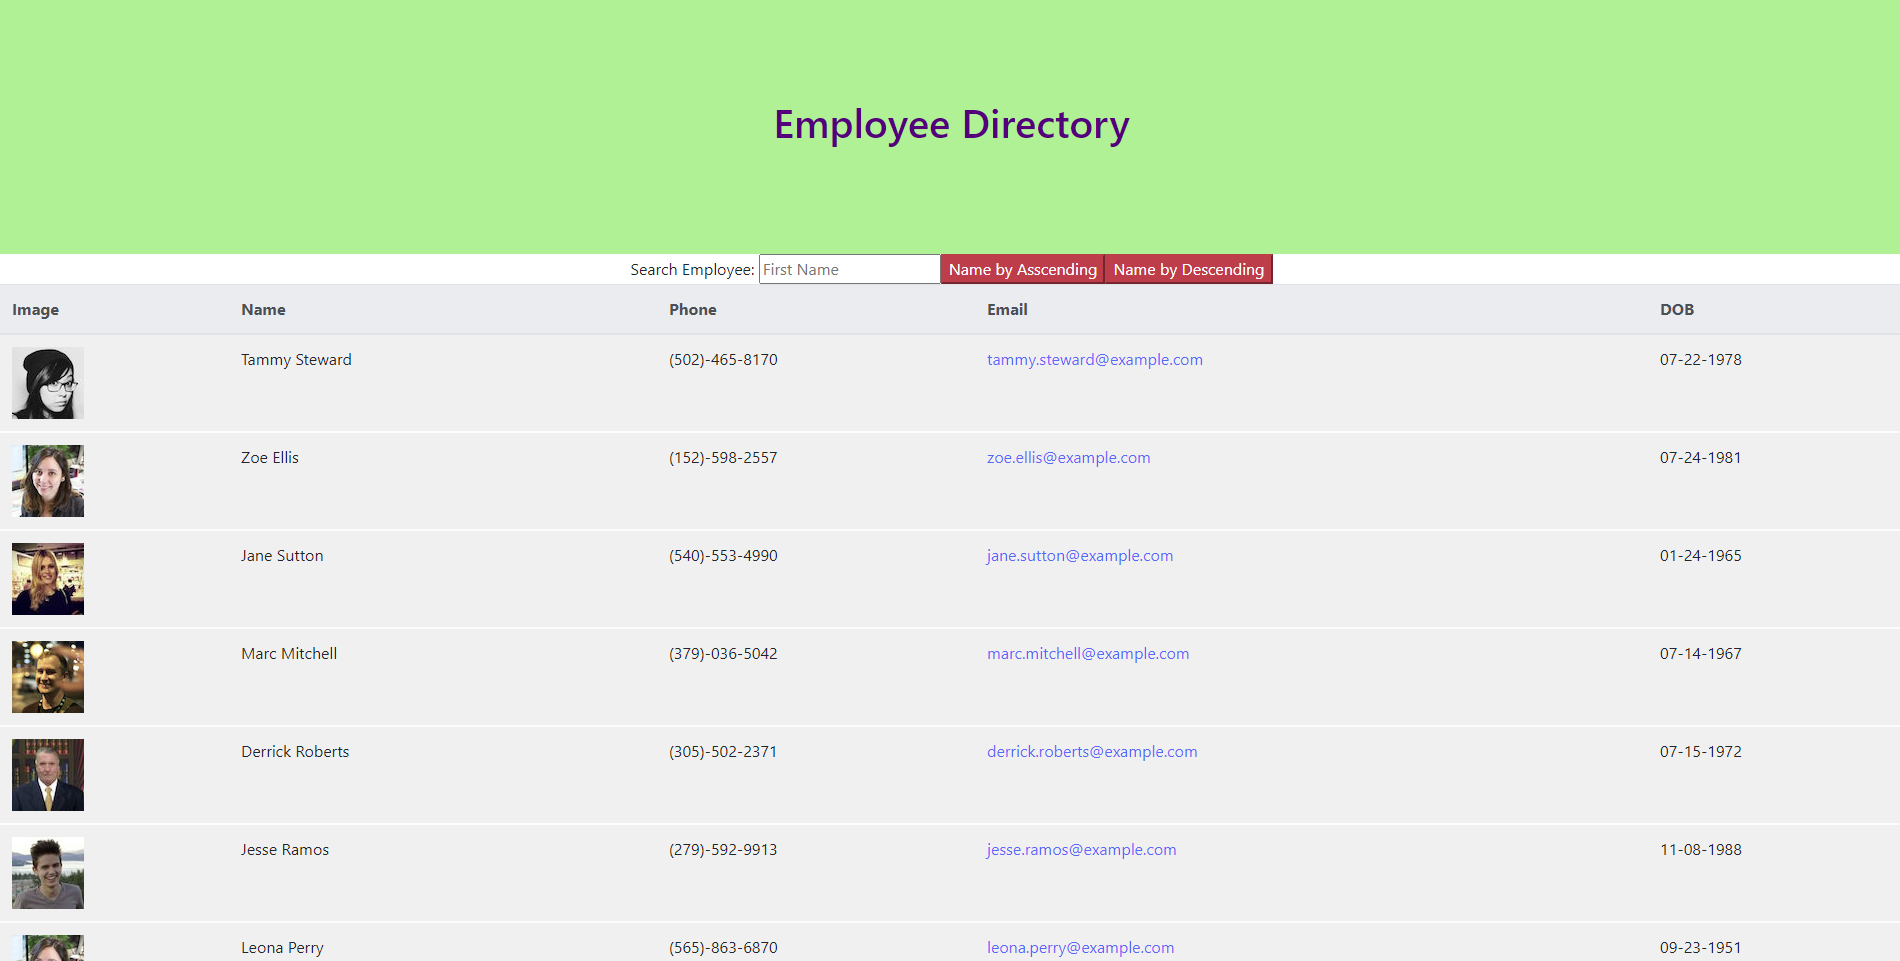 Employee Directory
Search Employee: First Name Name by Asscending Name by Descending
Image Name Phone Email DOB
Tammy Steward (502)-465-8170 tammy.steward@example.com 07-22-1978
Zoe Ellis (152)-598-2557 zoe.ellis@example.com 07-24-1981
Jane Sutton (540)-553-4990 jane.sutton@example.com 01-24-1965
Marc Mitchell (379)-036-5042 marc.mitchell@example.com 07-14-1967
Derrick Roberts (305)-502-2371 derrick.roberts@example.com 07-15-1972
Jesse Ramos (279)-592-9913 jesse.ramos@example.com 11-08-1988
Leona Perry (565)-863-6870 leona.perry@example.com 09-23-1951